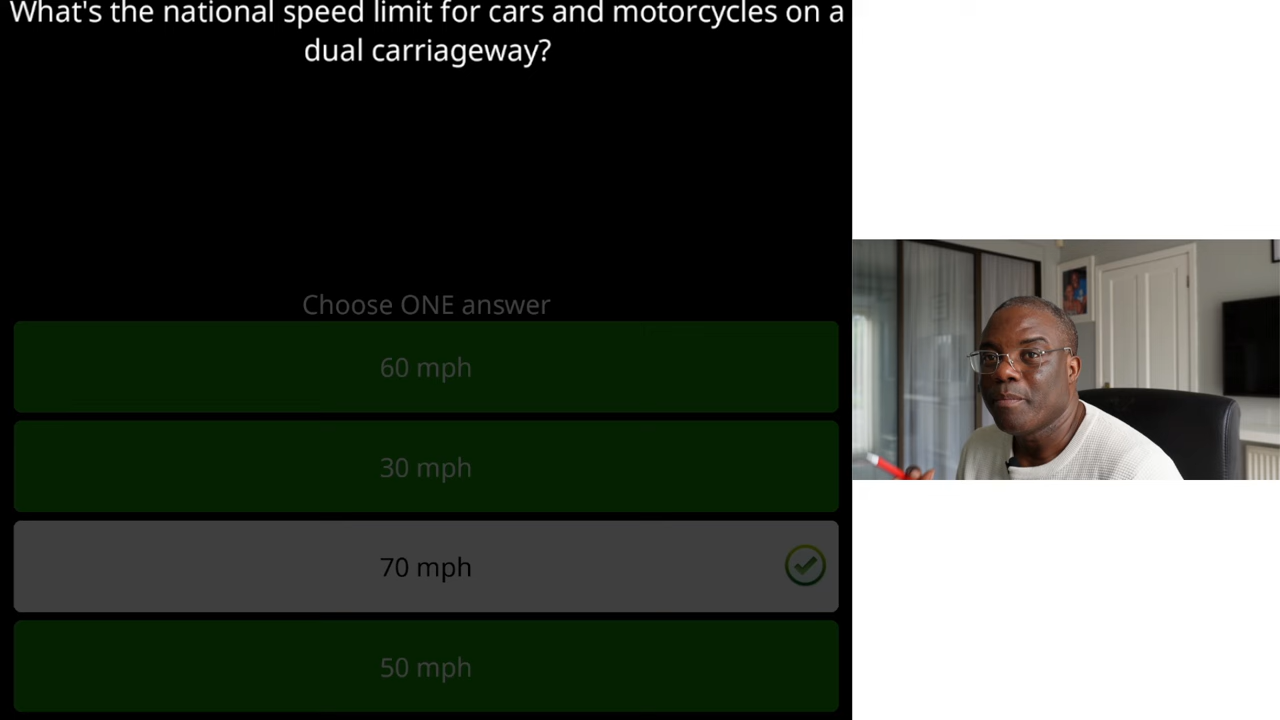 What's the national speed limit for cars and motorcycles on a
dual carriageway?
Choose ONE answer
60 mph
30 mph
70 mph
50 mph